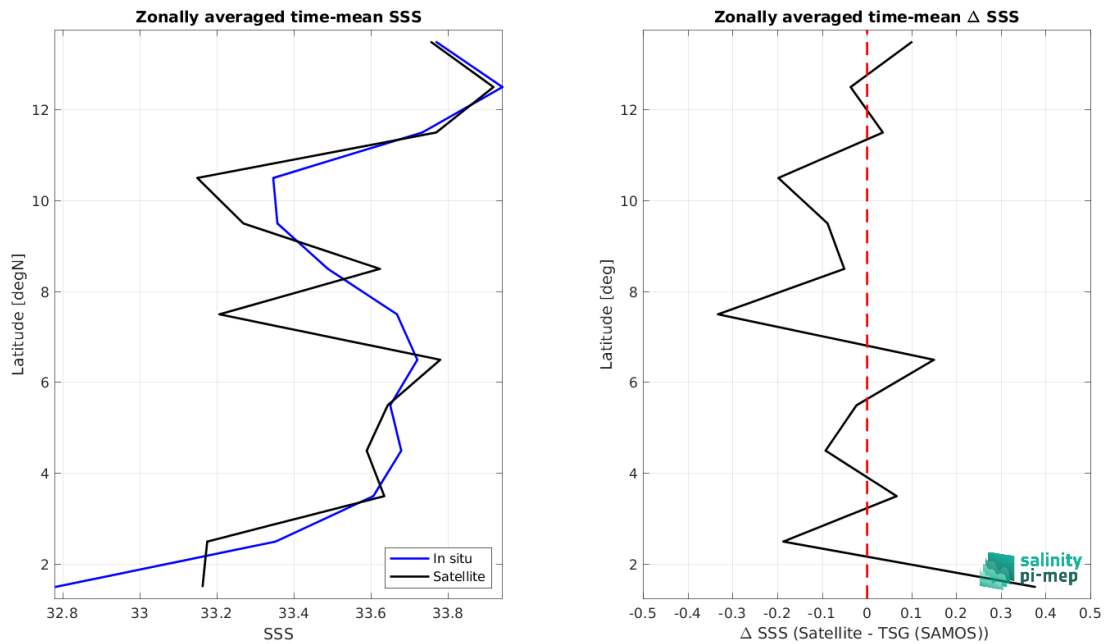 Zonally averaged time-mean SSS
Latitude [degN]
12
10
8
6
4
2
32.8 33 33.2 33.4 33.6 33.8
SSS
In situ
Satellite
Zonally averaged time-mean Δ SSS
Latitude [deg]
12
10
8
6
4
2
-0.5 -0.4 -0.3 -0.2 -0.1 0 0.1 0.2 0.3 0.4 0.5
Δ SSS (Satellite - TSG (SAMOS))
salinity
pi-mep